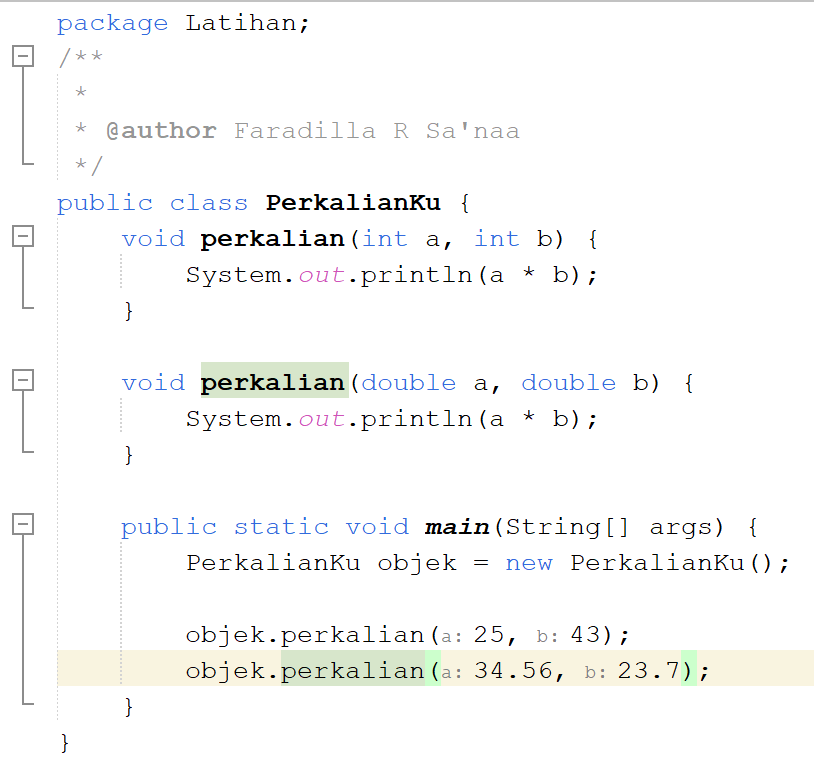 package Latihan;
/**
 *
 * @author Faradilla R Sa'naa
 */
public class PerkalianKu {
    void perkalian(int a, int b) {
        System.out.println(a * b);
    }

    void perkalian(double a, double b) {
        System.out.println(a * b);
    }

    public static void main(String[] args) {
        PerkalianKu objek = new PerkalianKu();

        objek.perkalian(a: 25, b: 43);
        objek.perkalian(a: 34.56, b: 23.7);
    }
}